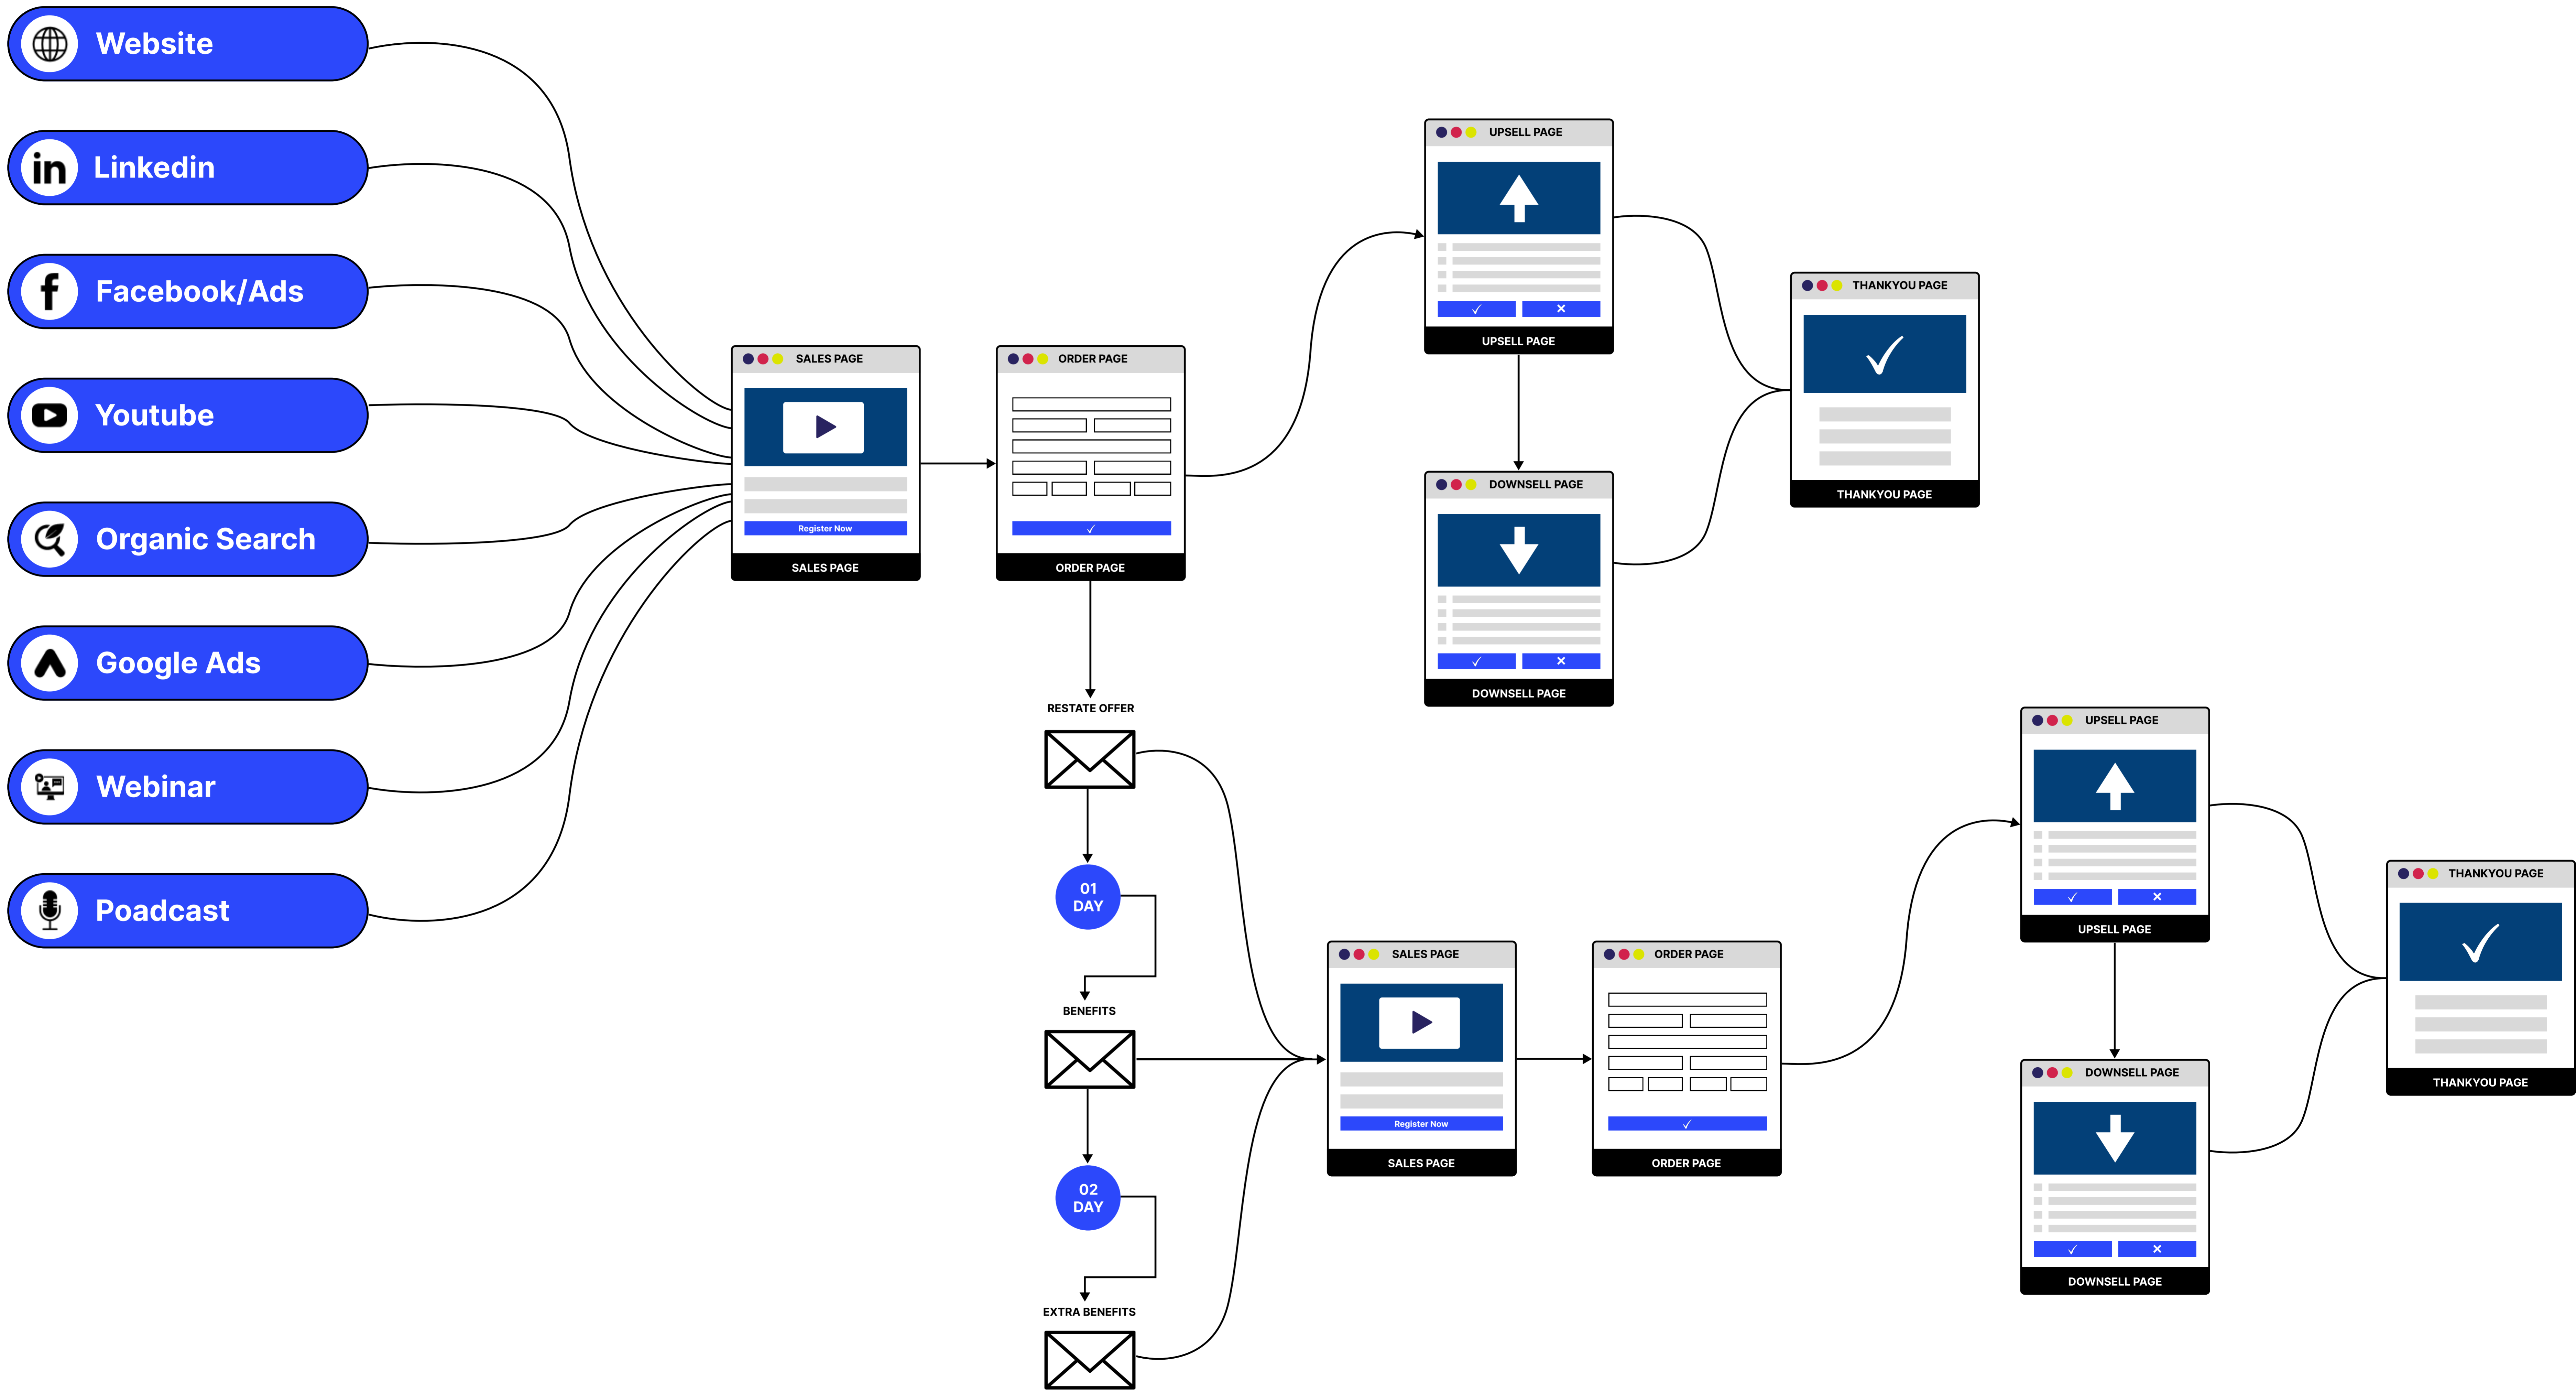 Website
Linkedin
Facebook/Ads
Youtube
Organic Search
Google Ads
Webinar
Poadcast
SALES PAGE
Register Now
SALES PAGE
ORDER PAGE
ORDER PAGE
UPSELL PAGE
UPSELL PAGE
DOWNSELL PAGE
DOWNSELL PAGE
THANKYOU PAGE
THANKYOU PAGE
RESTATE OFFER
01
DAY
BENEFITS
02
DAY
EXTRA BENEFITS
SALES PAGE
Register Now
SALES PAGE
ORDER PAGE
ORDER PAGE
UPSELL PAGE
UPSELL PAGE
DOWNSELL PAGE
DOWNSELL PAGE
THANKYOU PAGE
THANKYOU PAGE